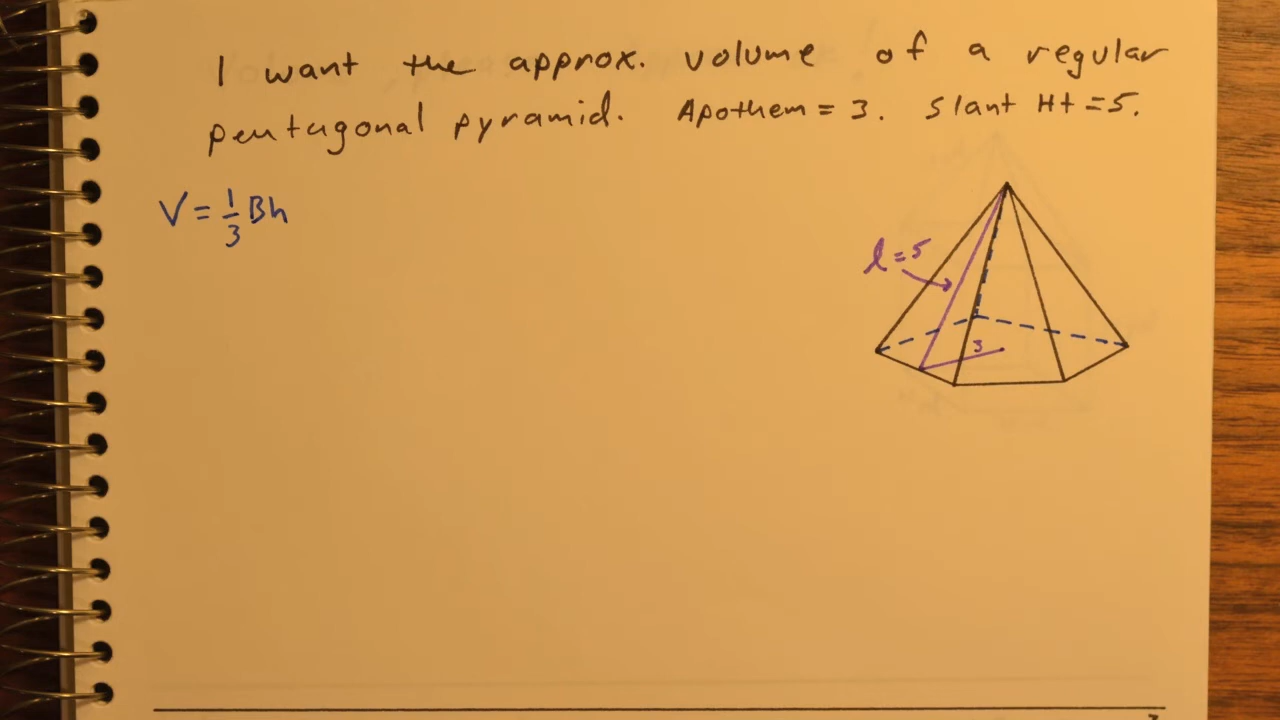 I want the approx. volume of a regular
pentagonal pyramid. Apothem = 3. Slant Ht = 5.
V = 1/3 Bh
l = 5
3